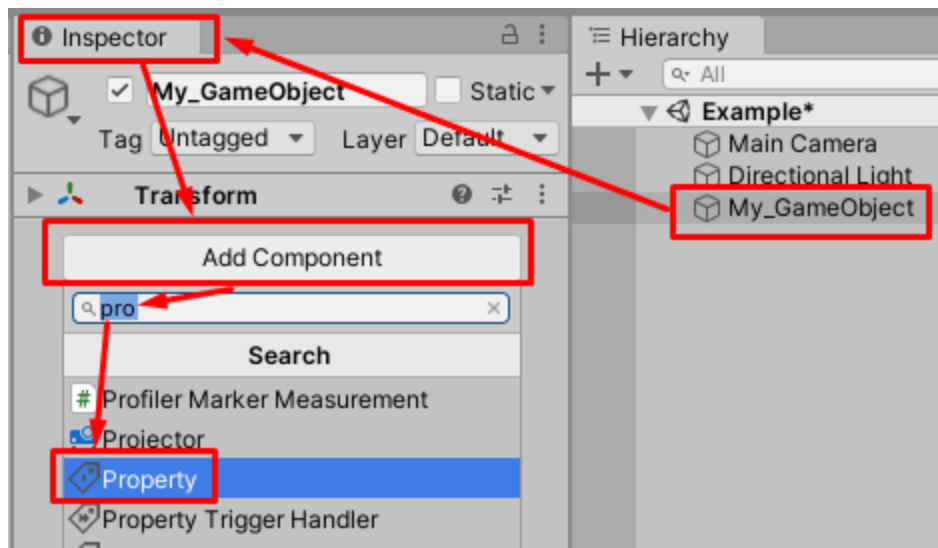 Inspector
My_GameObject
Static
Tag Untagged Layer Default
Transform
Add Component
pro
Search
# Profiler Marker Measurement
Projector
Property
Property Trigger Handler
Hierarchy
All
Example*
Main Camera
Directional Light
My_GameObject